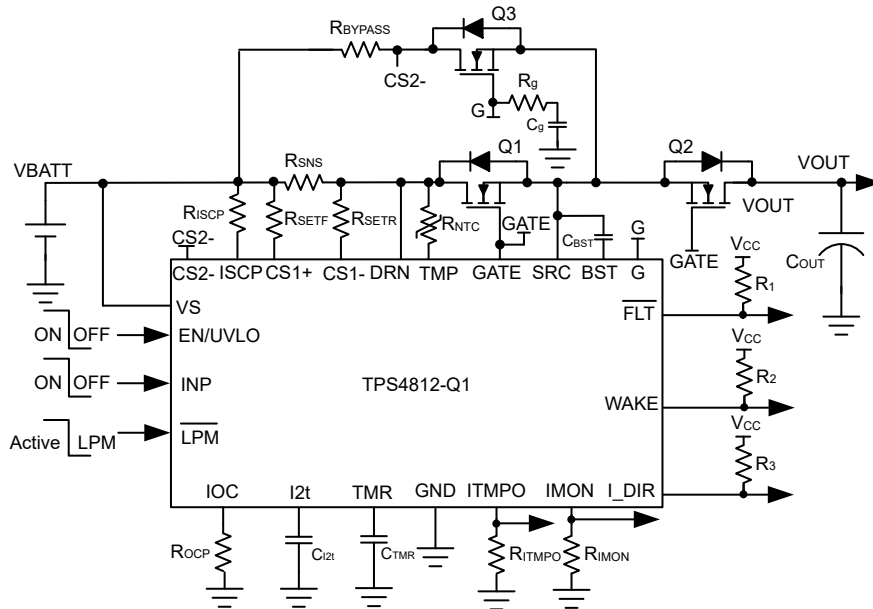 RBYPASS
Q3
CS2-
Rg
G
Cg
VBATT
RSNS
Q1
Q2
VOUT
VOUT
RISCP
RSETF
RSETR
RNTC
GATE
CBST
G
GATE
COUT
CS2-
CS2- ISCP CS1+ CS1- DRN TMP GATE SRC BST G
VS
ON OFF
EN/UVLO
ON OFF
INP
Active LPM
LPM
TPS4812-Q1
FLT
WAKE
I_DIR
VCC
R1
VCC
R2
VCC
R3
IOC I2t TMR GND ITMPO IMON
ROCP
CI2t
CTMR
RITMPO
RIMON